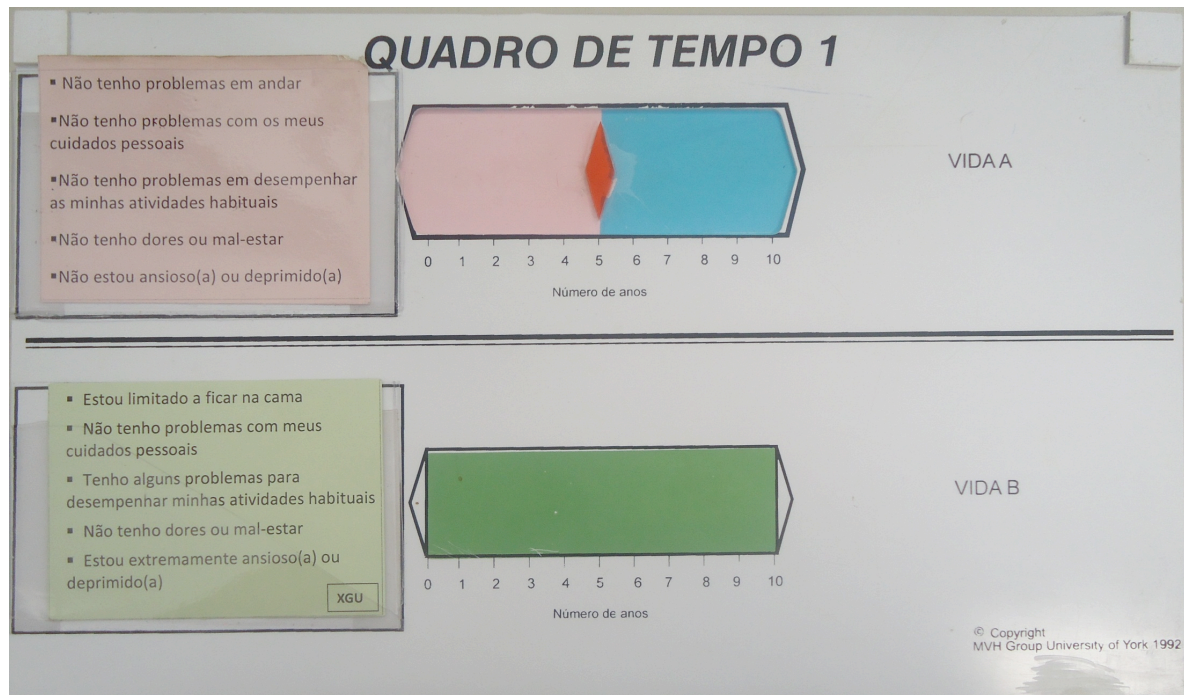 QUADRO DE TEMPO 1
▪ Não tenho problemas em andar
▪Não tenho problemas com os meus
cuidados pessoais
▪Não tenho problemas em desempenhar
as minhas atividades habituais
▪Não tenho dores ou mal-estar
▪Não estou ansioso(a) ou deprimido(a)
0 1 2 3 4 5 6 7 8 9 10
Número de anos
VIDA A
▪ Estou limitado a ficar na cama
▪ Não tenho problemas com meus
cuidados pessoais
▪ Tenho alguns problemas para
desempenhar minhas atividades habituais
▪ Não tenho dores ou mal-estar
▪ Estou extremamente ansioso(a) ou
deprimido(a)
XGU
0 1 2 3 4 5 6 7 8 9 10
Número de anos
VIDA B
© Copyright
MVH Group University of York 1992